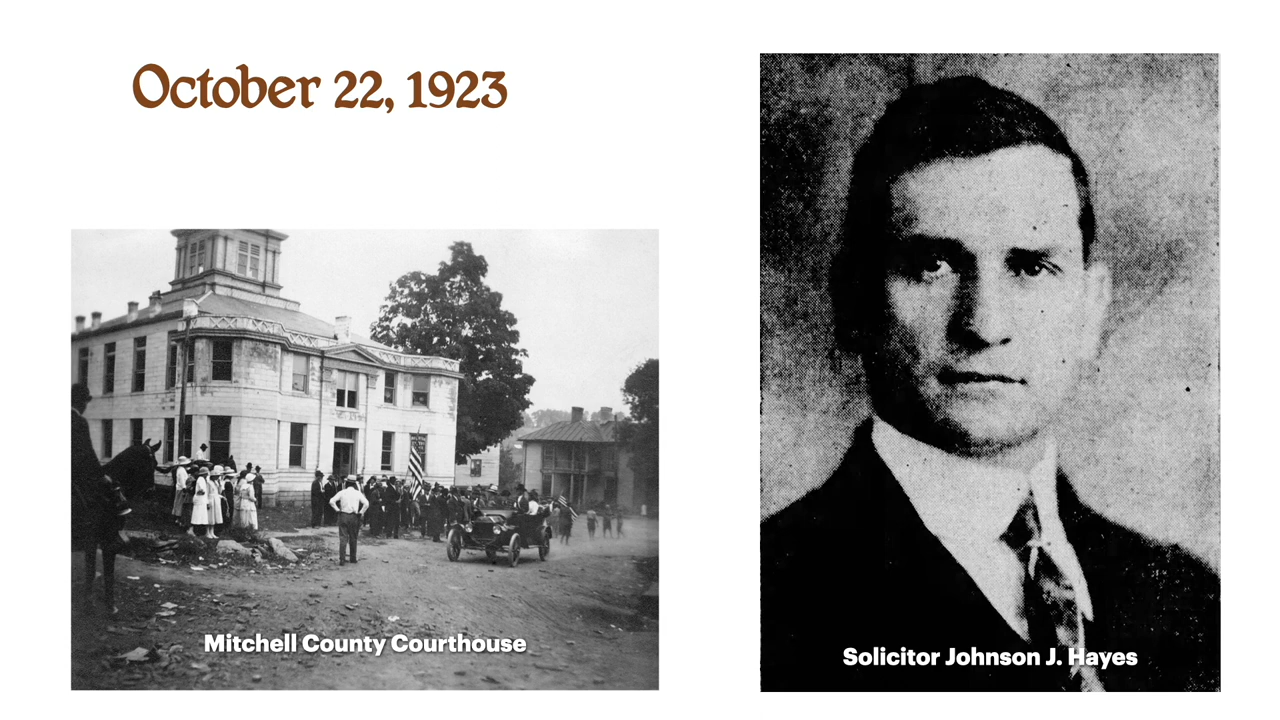 October 22, 1923
Mitchell County Courthouse
Solicitor Johnson J. Hayes